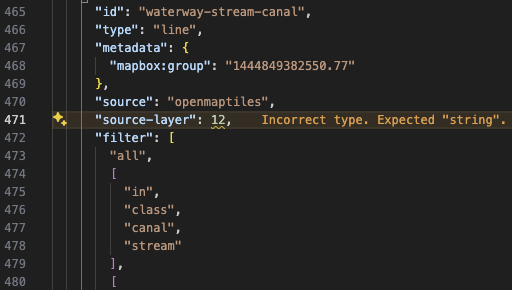 465 "id": "waterway-stream-canal",
466 "type": "line",
467 "metadata": {
468 "mapbox:group": "1444849382550.77"
469 },
470 "source": "openmaptiles",
471 "source-layer": 12, Incorrect type. Expected "string".
472 "filter": [
473 "all",
474 [
475 "in",
476 "class",
477 "canal",
478 "stream"
479 ],
480 [